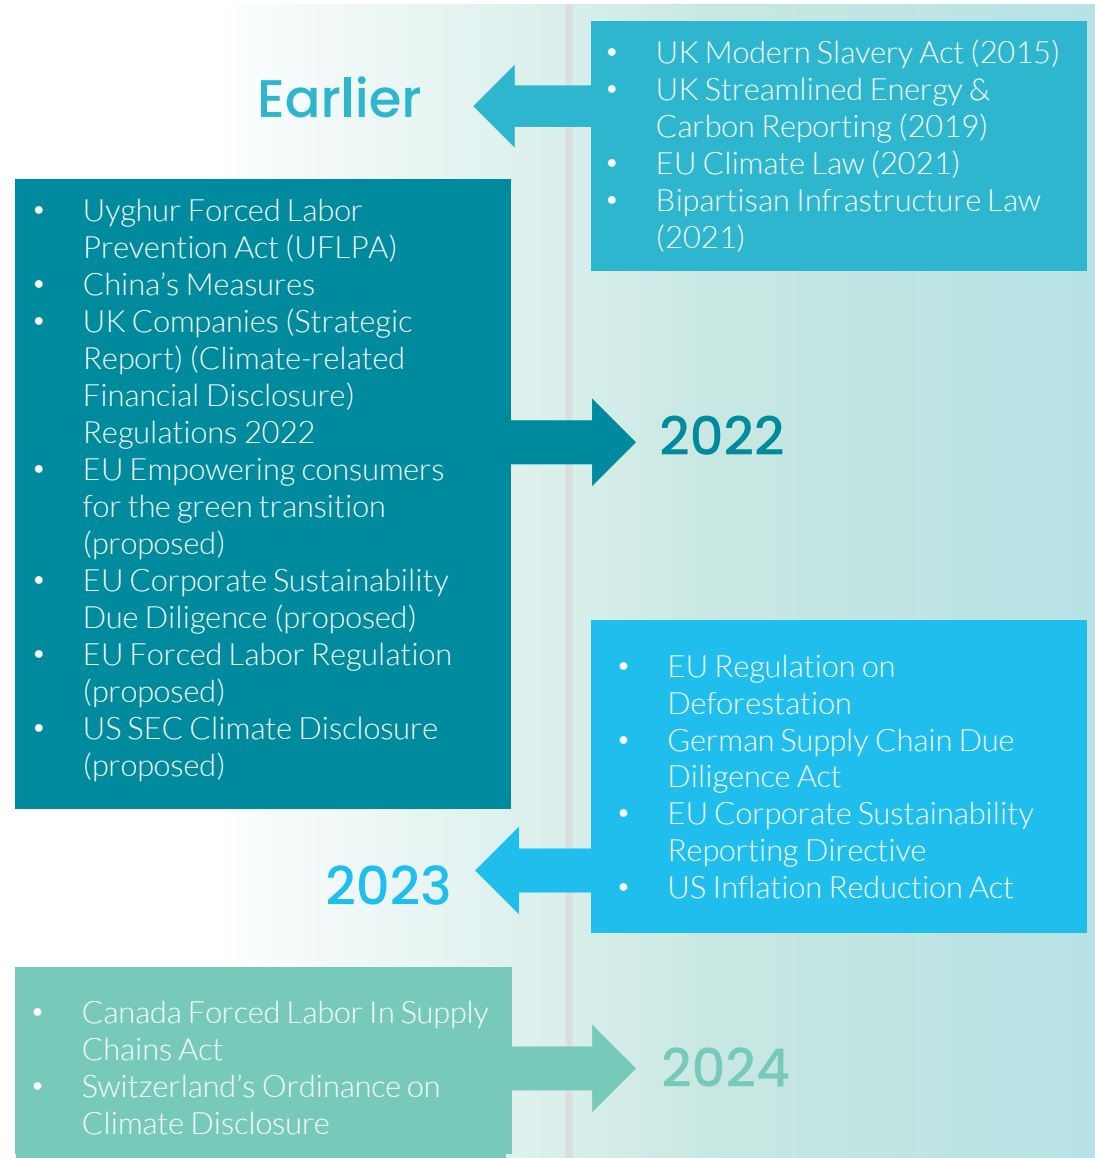 Earlier
• UK Modern Slavery Act (2015)
• UK Streamlined Energy &
Carbon Reporting (2019)
• EU Climate Law (2021)
• Bipartisan Infrastructure Law
(2021)
• Uyghur Forced Labor
Prevention Act (UFLPA)
• China’s Measures
• UK Companies (Strategic
Report) (Climate-related
Financial Disclosure)
Regulations 2022
• EU Empowering consumers
for the green transition
(proposed)
• EU Corporate Sustainability
Due Diligence (proposed)
• EU Forced Labor Regulation
(proposed)
• US SEC Climate Disclosure
(proposed)
2022
• EU Regulation on
Deforestation
• German Supply Chain Due
Diligence Act
• EU Corporate Sustainability
Reporting Directive
• US Inflation Reduction Act
2023
• Canada Forced Labor In Supply
Chains Act
• Switzerland’s Ordinance on
Climate Disclosure
2024